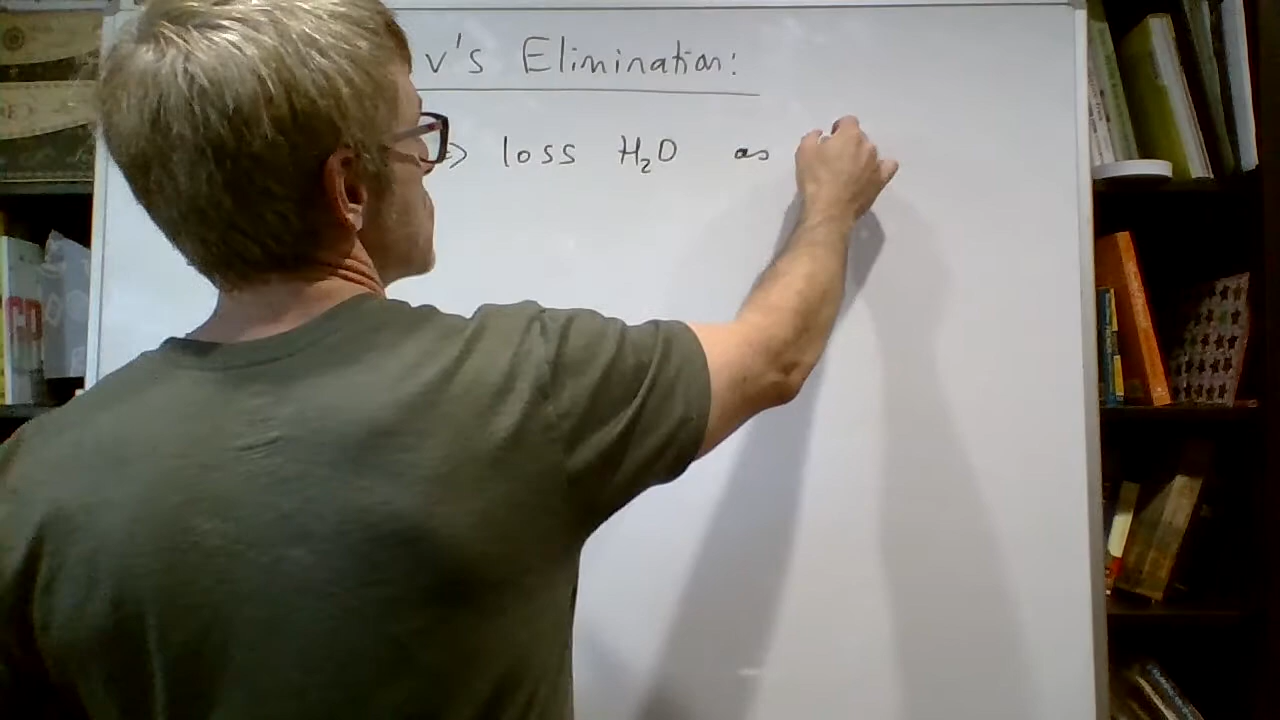 v's Elimination:
=> loss H₂O as